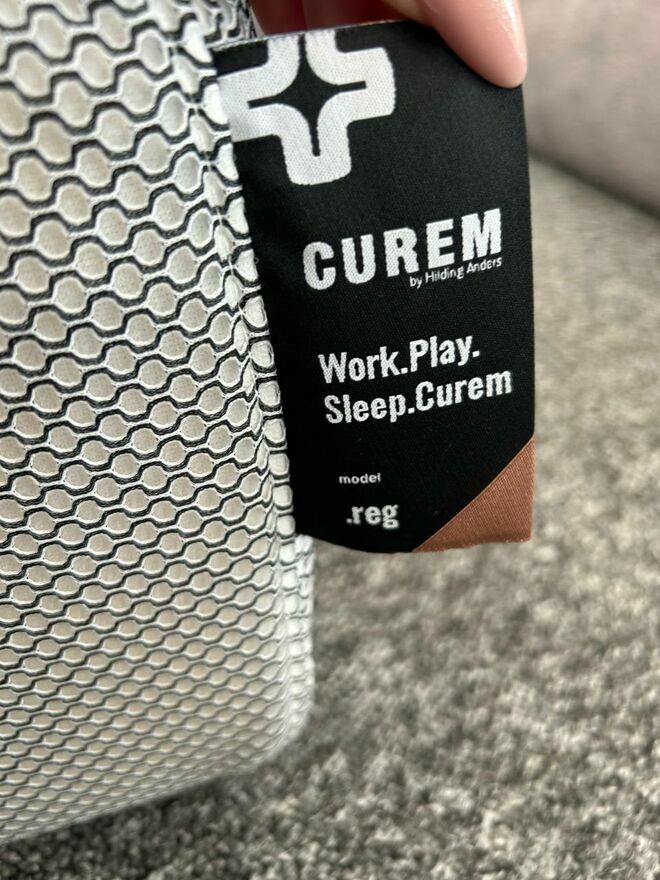 CUREM
by Hilding Anders
Work.Play.
Sleep.Curem
model
.reg